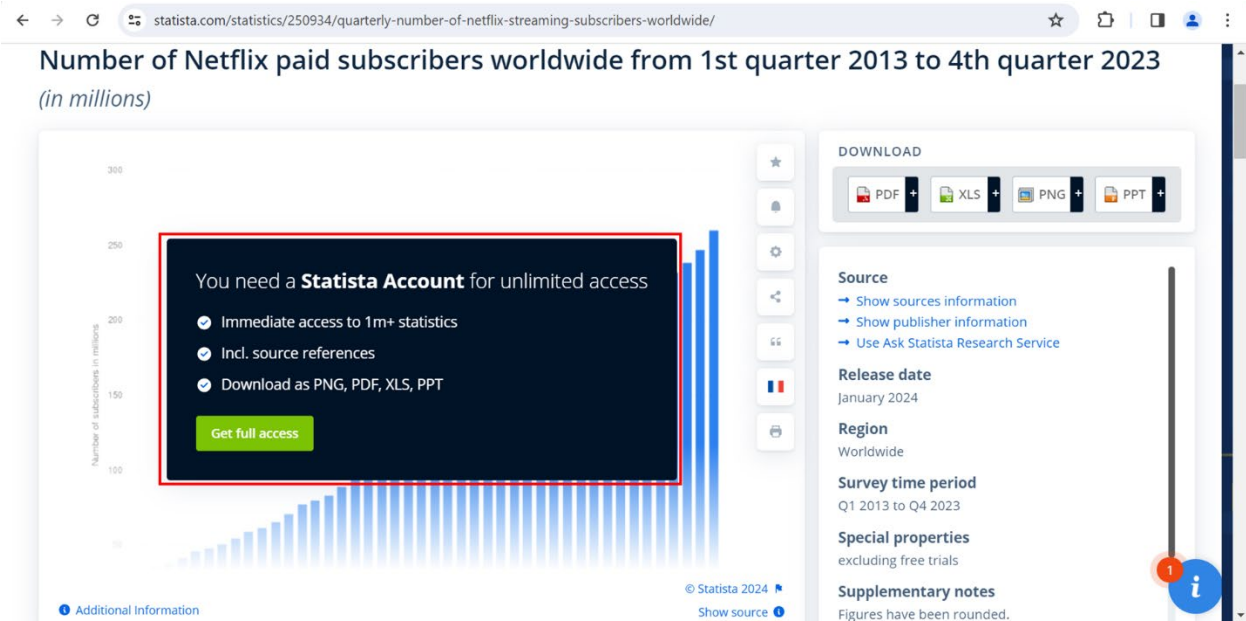 statista.com/statistics/250934/quarterly-number-of-netflix-streaming-subscribers-worldwide/
Number of Netflix paid subscribers worldwide from 1st quarter 2013 to 4th quarter 2023
(in millions)
300
250
200
150
100
50
Number of subscribers in millions
You need a Statista Account for unlimited access
Immediate access to 1m+ statistics
Incl. source references
Download as PNG, PDF, XLS, PPT
Get full access
© Statista 2024
Additional Information
Show source
DOWNLOAD
PDF + XLS + PNG + PPT +
Source
→ Show sources information
→ Show publisher information
→ Use Ask Statista Research Service
Release date
January 2024
Region
Worldwide
Survey time period
Q1 2013 to Q4 2023
Special properties
excluding free trials
Supplementary notes
Figures have been rounded.
1
i